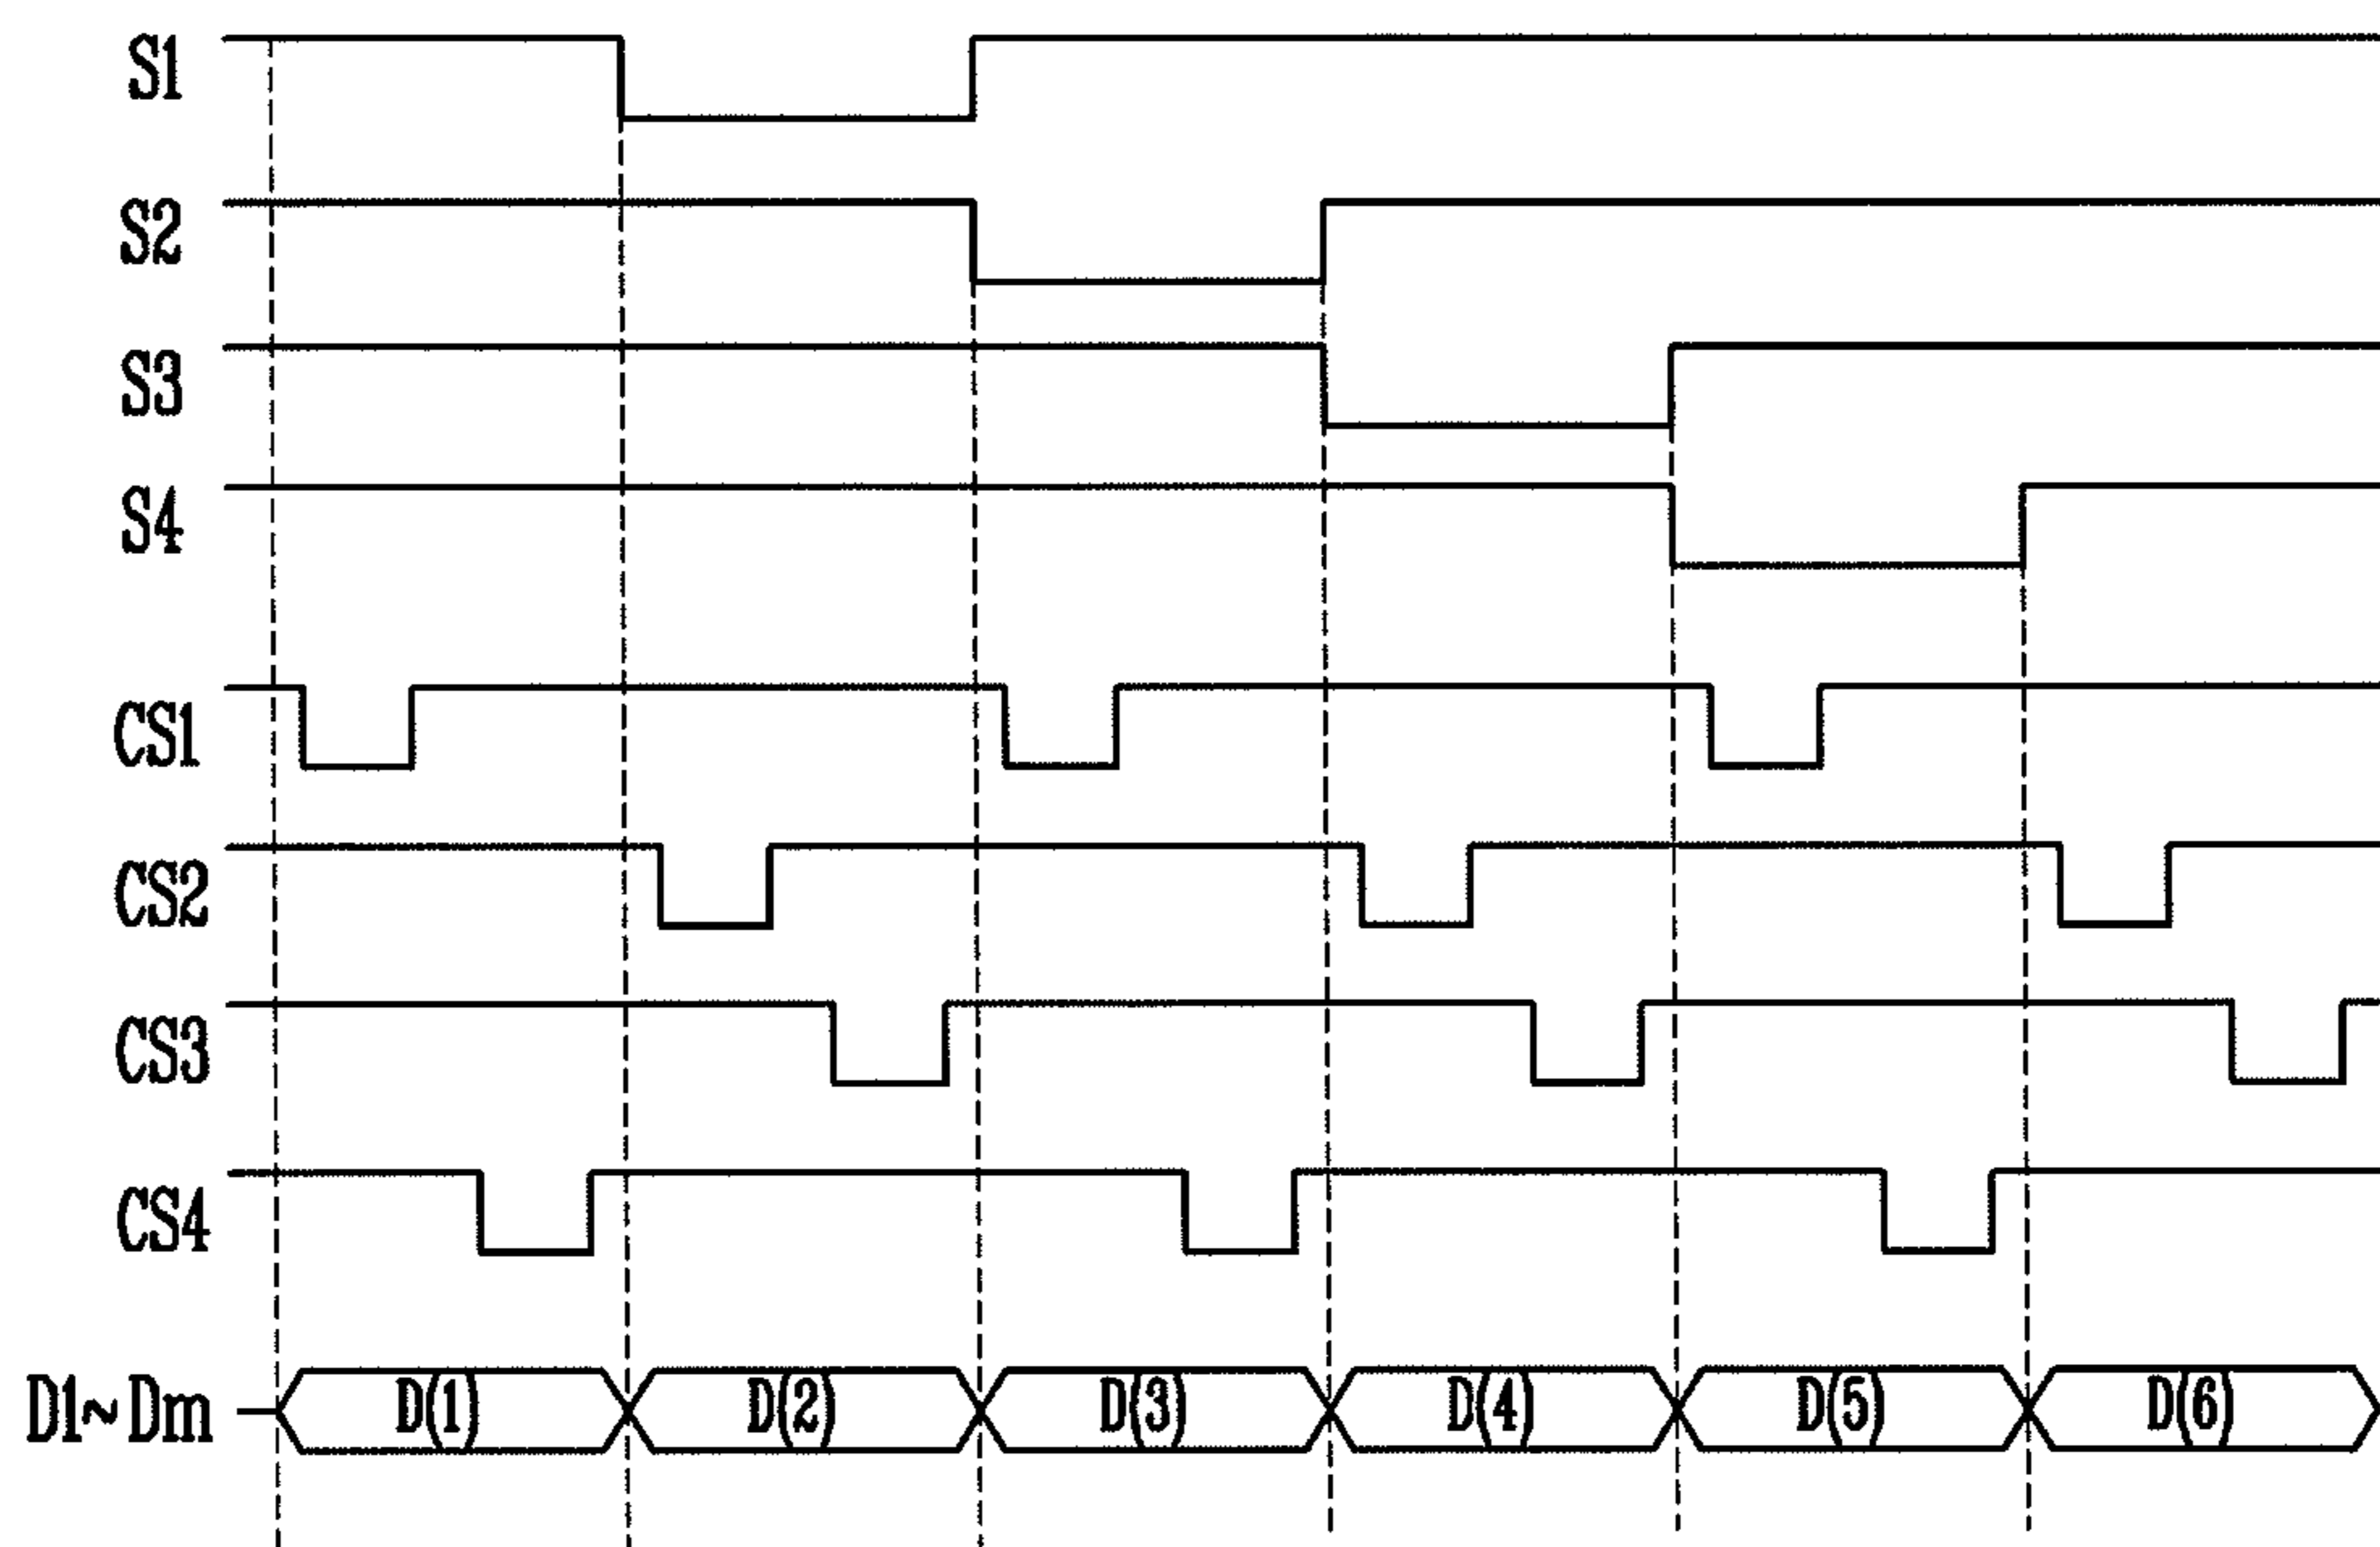 S1
S2
S3
S4
CS1
CS2
CS3
CS4
D1~Dm D(1) D(2) D(3) D(4) D(5) D(6)